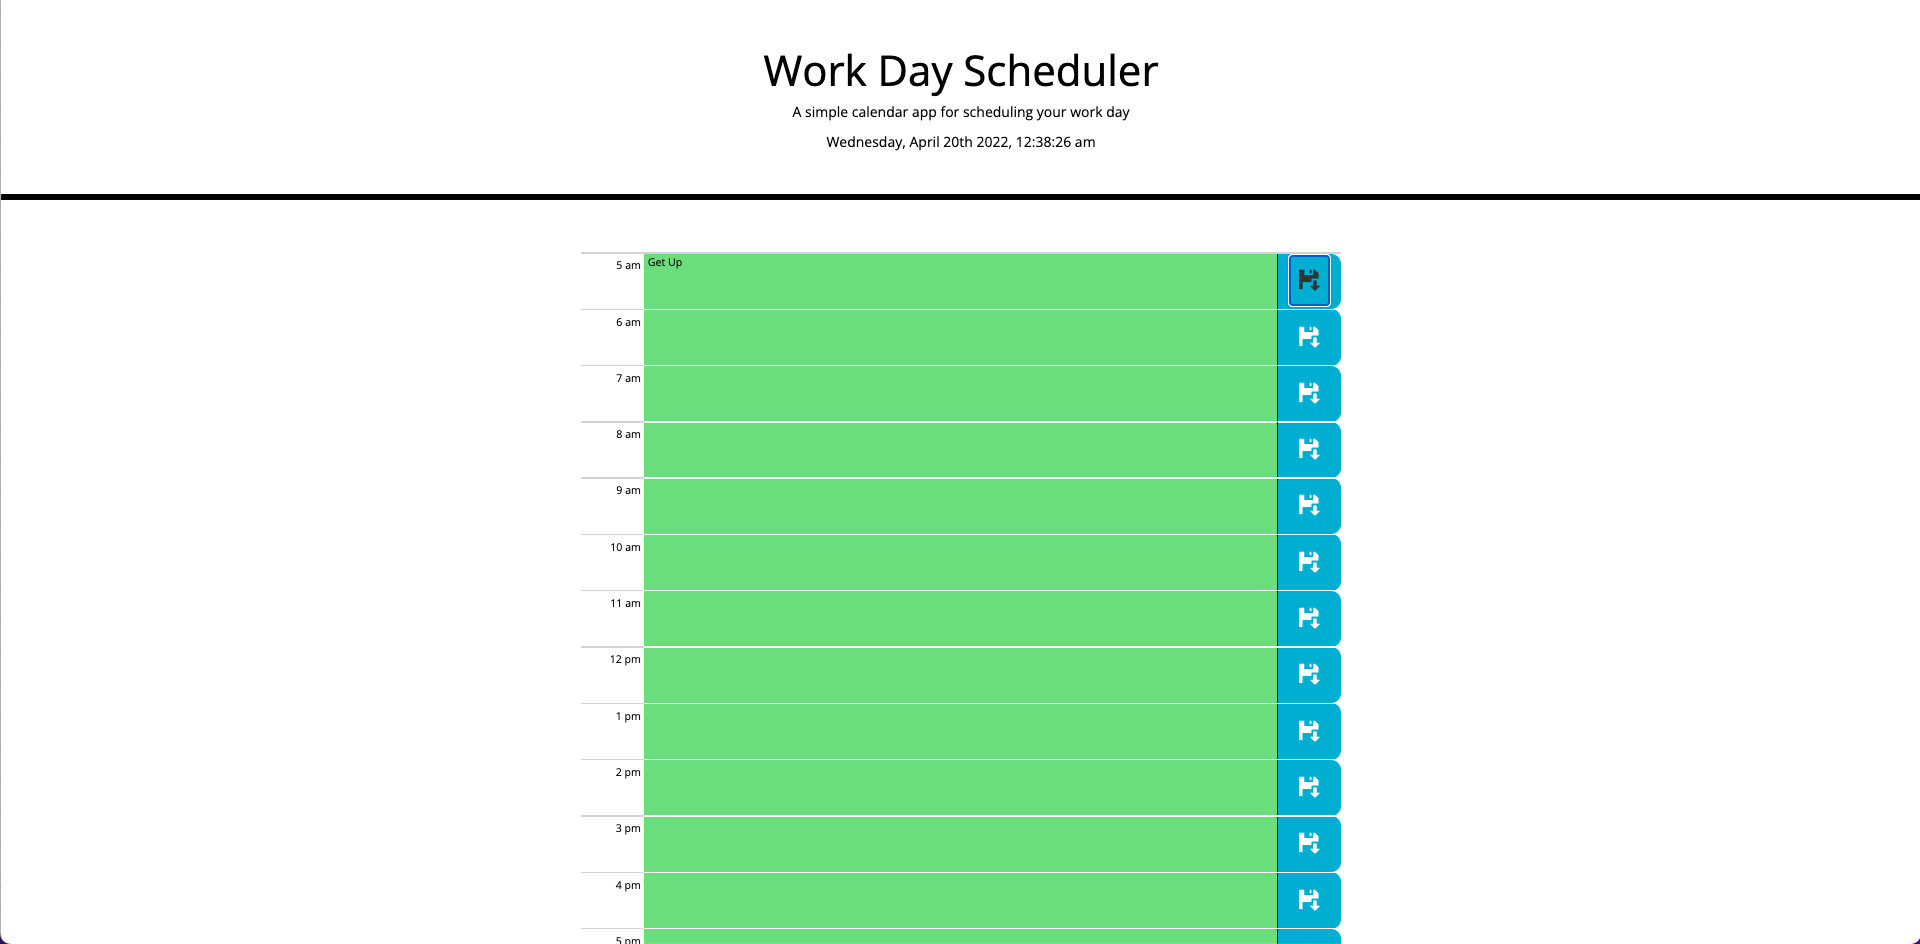 Work Day Scheduler
A simple calendar app for scheduling your work day
Wednesday, April 20th 2022, 12:38:26 am
5 am Get Up
6 am
7 am
8 am
9 am
10 am
11 am
12 pm
1 pm
2 pm
3 pm
4 pm
5 pm